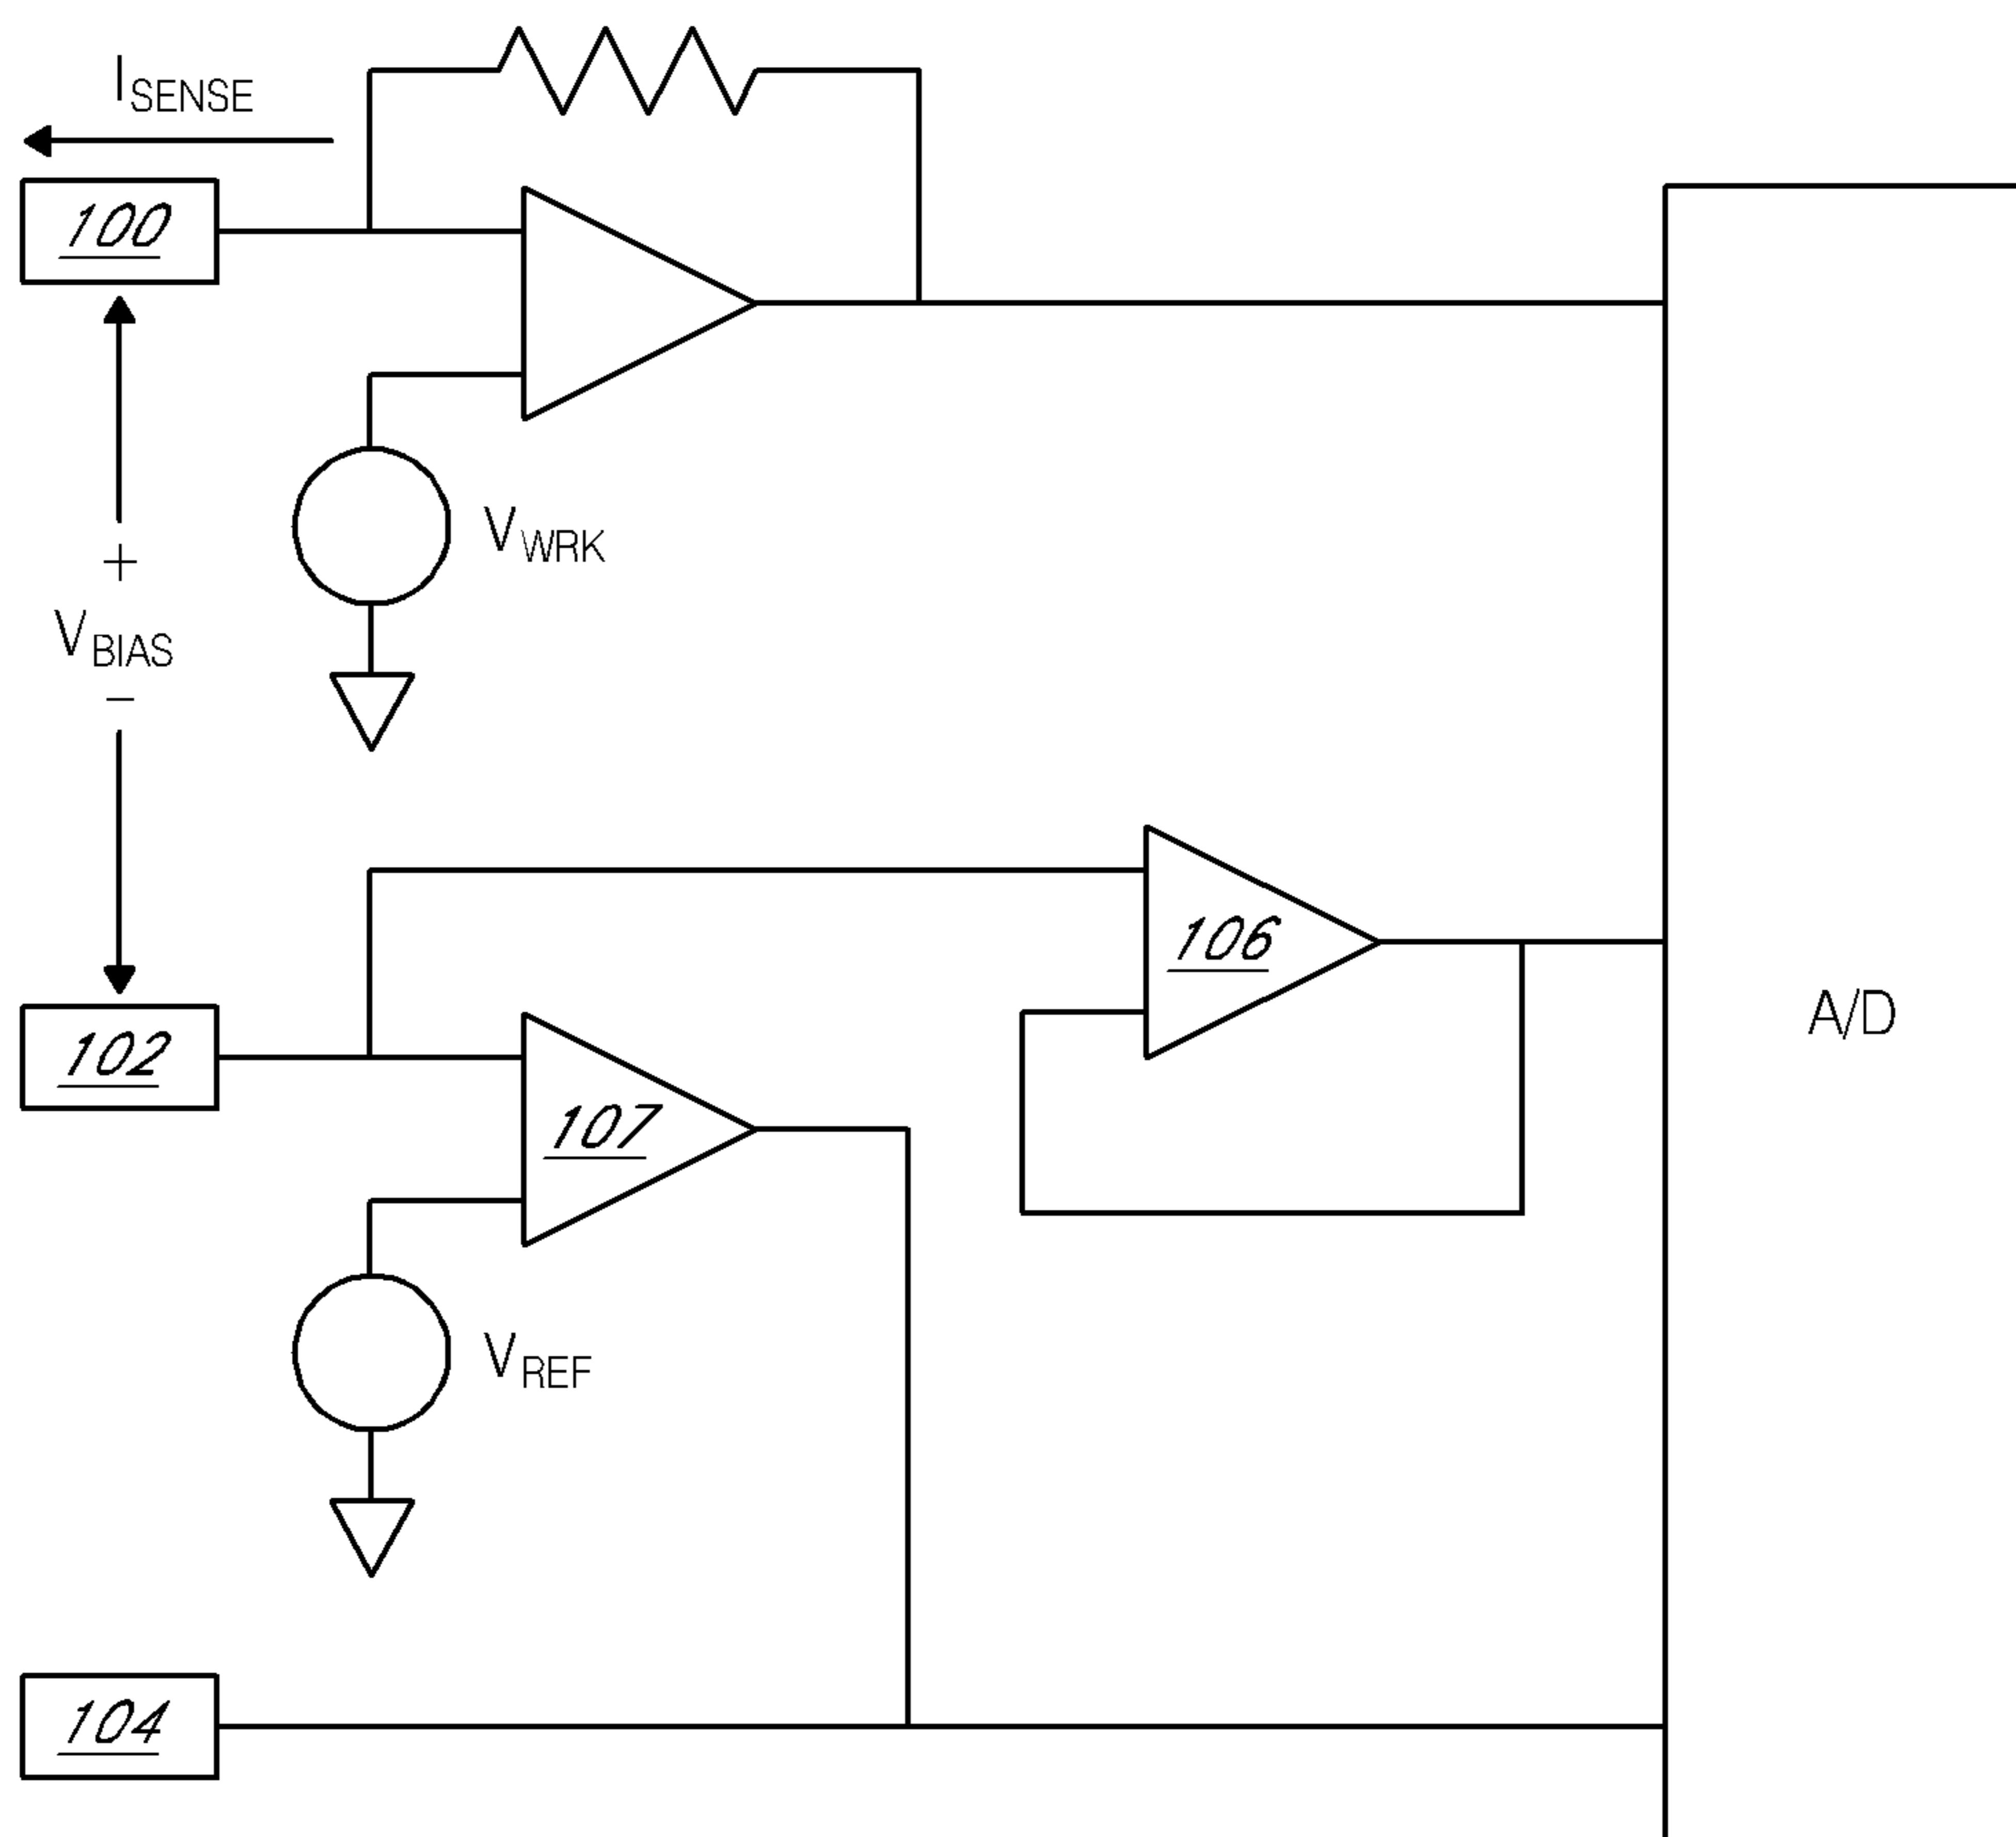 ISENSE
100
+
VWRK
VBIAS
−
106
A/D
102
107
VREF
104